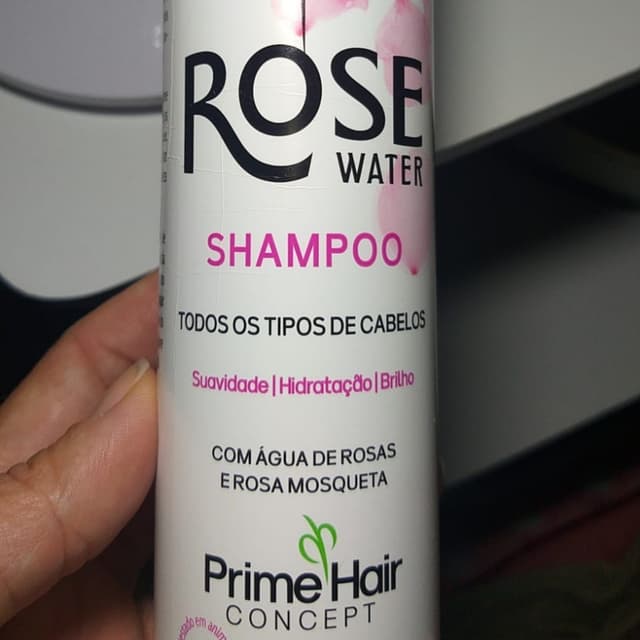 ROSE
WATER
SHAMPOO
TODOS OS TIPOS DE CABELOS
Suavidade | Hidratação | Brilho
COM ÁGUA DE ROSAS
E ROSA MOSQUETA
Prime Hair
CONCEPT
em